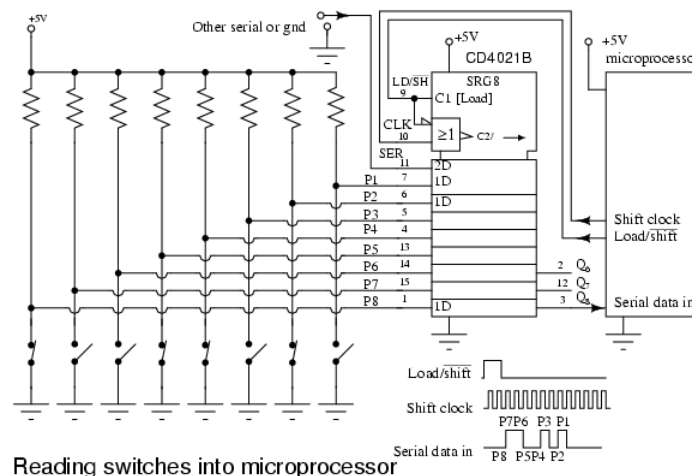 +5V
Other serial or gnd
+5V
CD4021B
+5V
microprocessor
LD/SH
SRG8
9
C1 [Load]
CLK
≥1
C2/
10
SER
11
2D
P1
7
1D
P2
6
1D
P3
5
P4
4
P5
13
P6
14
2
Q6
P7
15
12
Q7
P8
1
1D
3
Q8
Shift clock
Load/shift
Serial data in
Load/shift
Shift clock
P7P6 P3 P1
Serial data in
P8 P5P4 P2
Reading switches into microprocessor